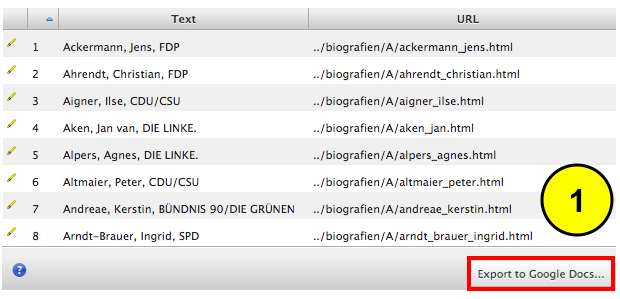 Text URL
1 Ackermann, Jens, FDP ../biografien/A/ackermann_jens.html
2 Ahrendt, Christian, FDP ../biografien/A/ahrendt_christian.html
3 Aigner, Ilse, CDU/CSU ../biografien/A/aigner_ilse.html
4 Aken, Jan van, DIE LINKE. ../biografien/A/aken_jan.html
5 Alpers, Agnes, DIE LINKE. ../biografien/A/alpers_agnes.html
6 Altmaier, Peter, CDU/CSU ../biografien/A/altmaier_peter.html
7 Andreae, Kerstin, BÜNDNIS 90/DIE GRÜNEN ../biografien/A/andreae_kerstin.html
1
8 Arndt-Brauer, Ingrid, SPD ../biografien/A/arndt_brauer_ingrid.html
? Export to Google Docs...